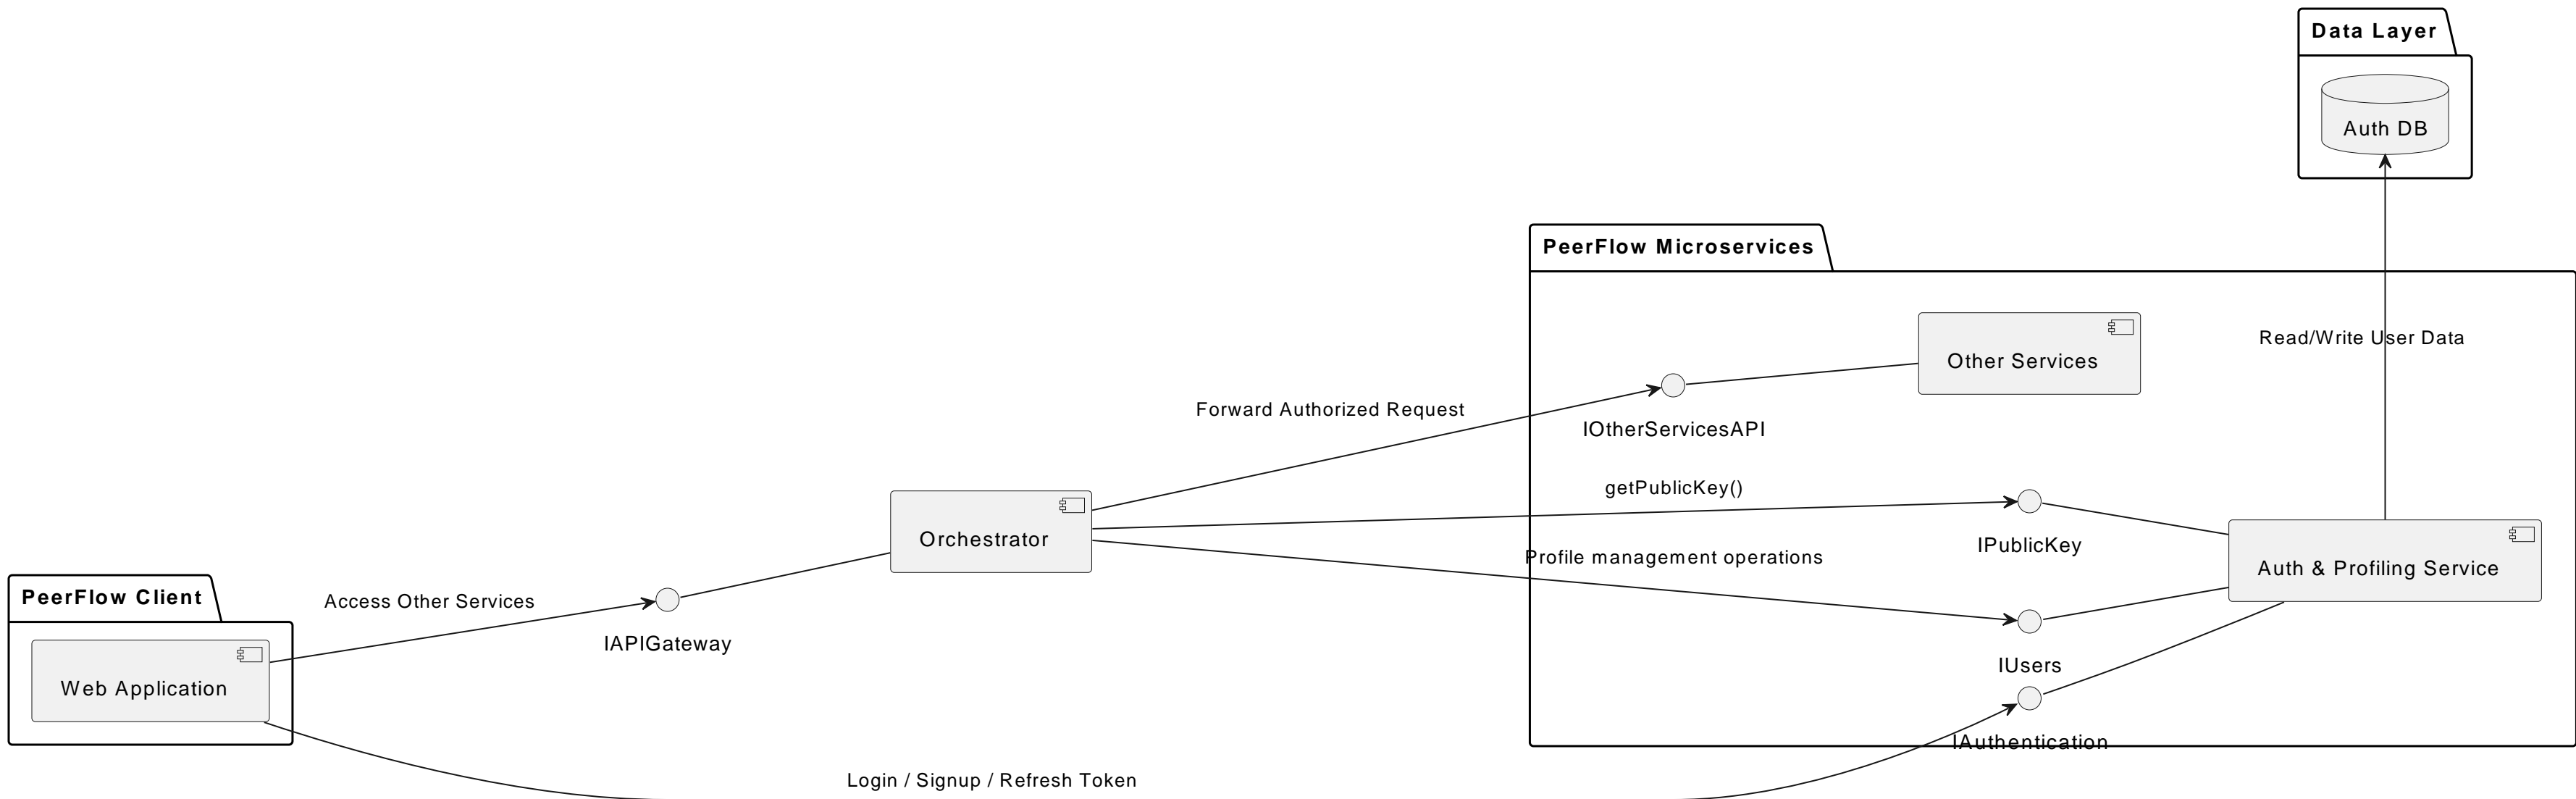 Data Layer
Auth DB
PeerFlow Microservices
Read/Write User Data
Other Services
Forward Authorized Request
IOtherServicesAPI
getPublicKey()
Orchestrator
IPublicKey
Profile management operations
Auth & Profiling Service
PeerFlow Client
Access Other Services
IAPIGateway
IUsers
Web Application
IAuthentication
Login / Signup / Refresh Token